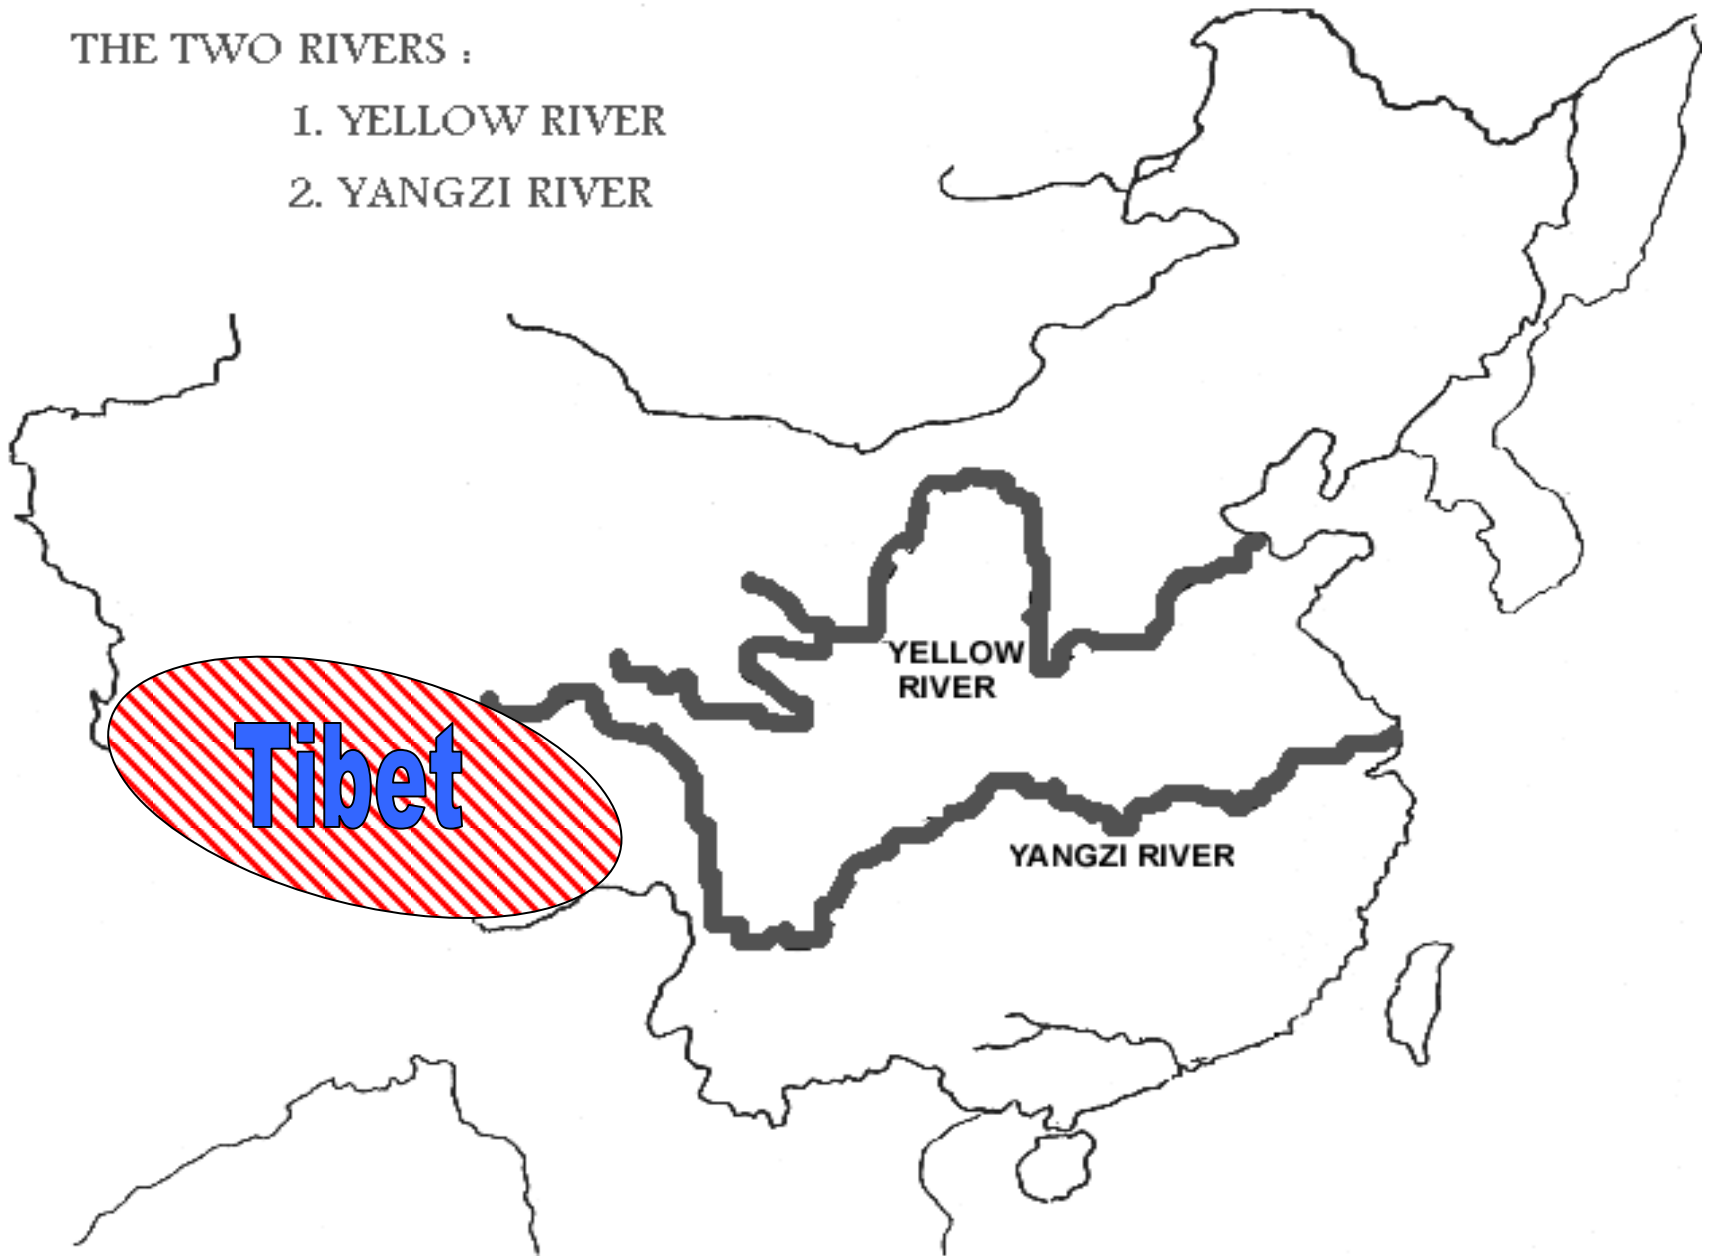 THE TWO RIVERS :
1. YELLOW RIVER
2. YANGZI RIVER
YELLOW
RIVER
Tibet
YANGZI RIVER